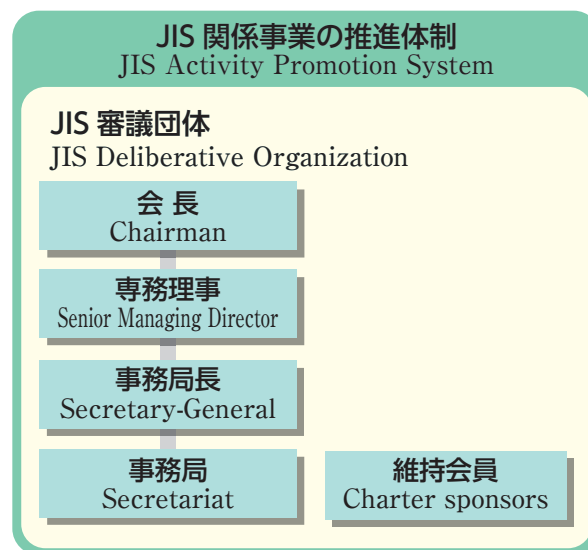 JIS 関係事業の推進体制
JIS Activity Promotion System
JIS 審議団体
JIS Deliberative Organization
会 長
Chairman
専務理事
Senior Managing Director
事務局長
Secretary-General
事務局
Secretariat
維持会員
Charter sponsors